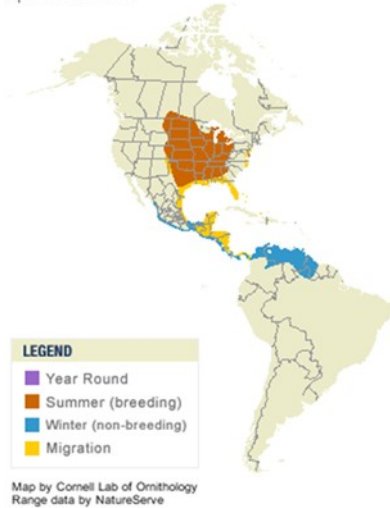 LEGEND
Year Round
Summer (breeding)
Winter (non-breeding)
Migration
Map by Cornell Lab of Ornithology
Range data by NatureServe